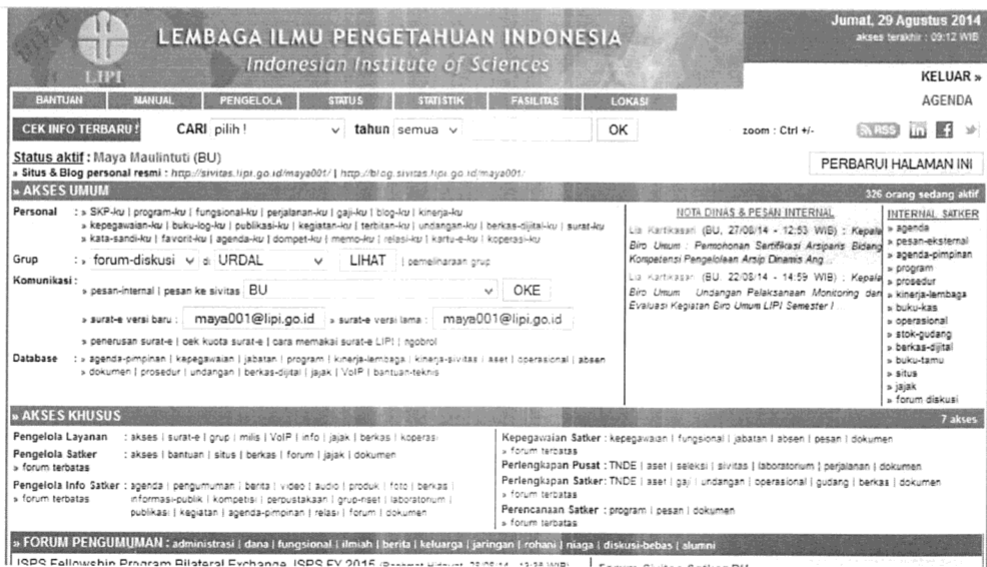 LEMBAGA ILMU PENGETAHUAN INDONESIA
Indonesian Institute of Sciences
LIPI
Jumat, 29 Agustus 2014
akses terakhir : 09:12 WIB
KELUAR »
BANTUAN MANUAL PENGELOLA STATUS STATISTIK FASILITAS LOKASI AGENDA
CEK INFO TERBARU ! CARI pilih ! tahun semua OK zoom : Ctrl +/- RSS in f
Status aktif : Maya Maulintuti (BU)
» Situs & Blog personal resmi : http://sivitas.lipi.go.id/maya001/ | http://blog.sivitas.lipi.go.id/maya001/
PERBARUI HALAMAN INI
» AKSES UMUM 326 orang sedang aktif
Personal : » SKP-ku | program-ku | fungsional-ku | perjalanan-ku | gaji-ku | blog-ku | kinerja-ku
» kepegawaian-ku | buku-log-ku | publikasi-ku | kegiatan-ku | terbitan-ku | undangan-ku | berkas-dijital-ku | surat-ku
» kata-sandi-ku | favorit-ku | agenda-ku | dompet-ku | memo-ku | relasi-ku | kartu-e-ku | koperasi-ku
Grup : » forum-diskusi di URDAL LIHAT | pemeliharaan grup
Komunikasi :
» pesan-internal | pesan ke sivitas BU OKE
» surat-e versi baru : maya001@lipi.go.id » surat-e versi lama : maya001@lipi.go.id
» penerusan surat-e | cek kuota surat-e | cara memakai surat-e LIPI | ngobrol
Database : » agenda-pimpinan | kepegawaian | jabatan | program | kinerja-lembaga | kinerja-sivitas | aset | operasional | absen
» dokumen | prosedur | undangan | berkas-dijital | jajak | VoIP | bantuan-teknis
NOTA DINAS & PESAN INTERNAL
Lia Kartikasari (BU, 27/08/14 - 12:53 WIB) : Kepala
Biro Umum : Permohonan Sertifikasi Arsiparis Bidang
Kompetensi Pengelolaan Arsip Dinamis Ang ...
Lia Kartikasari (BU, 22/08/14 - 14:59 WIB) : Kepala
Biro Umum : Undangan Pelaksanaan Monitoring dan
Evaluasi Kegiatan Biro Umum LIPI Semester I ...
INTERNAL SATKER
» agenda
» pesan-eksternal
» agenda-pimpinan
» program
» prosedur
» kinerja-lembaga
» buku-kas
» operasional
» stok-gudang
» berkas-dijital
» buku-tamu
» situs
» jajak
» forum diskusi
» AKSES KHUSUS 7 akses
Pengelola Layanan : akses | surat-e | grup | milis | VoIP | info | jajak | berkas | koperasi
Pengelola Satker : akses | bantuan | situs | berkas | forum | jajak | dokumen
» forum terbatas
Pengelola Info Satker : agenda | pengumuman | berita | video | audio | produk | foto | berkas |
» forum terbatas informasi-publik | kompetisi | perpustakaan | grup-riset | laboratorium |
publikasi | kegiatan | agenda-pimpinan | relasi | forum | dokumen
Kepegawaian Satker : kepegawaian | fungsional | jabatan | absen | pesan | dokumen
» forum terbatas
Perlengkapan Pusat : TNDE | aset | seleksi | sivitas | laboratorium | perjalanan | dokumen
Perlengkapan Satker: TNDE | aset | gaji | undangan | operasional | gudang | berkas | dokumen
» forum terbatas
Perencanaan Satker : program | pesan | dokumen
» forum terbatas
» FORUM PENGUMUMAN : administrasi | dana | fungsional | ilmiah | berita | keluarga | jaringan | rohani | niaga | diskusi-bebas | alumni
JSPS Fellowship Program Bilateral Exchange, JSPS FY 2015